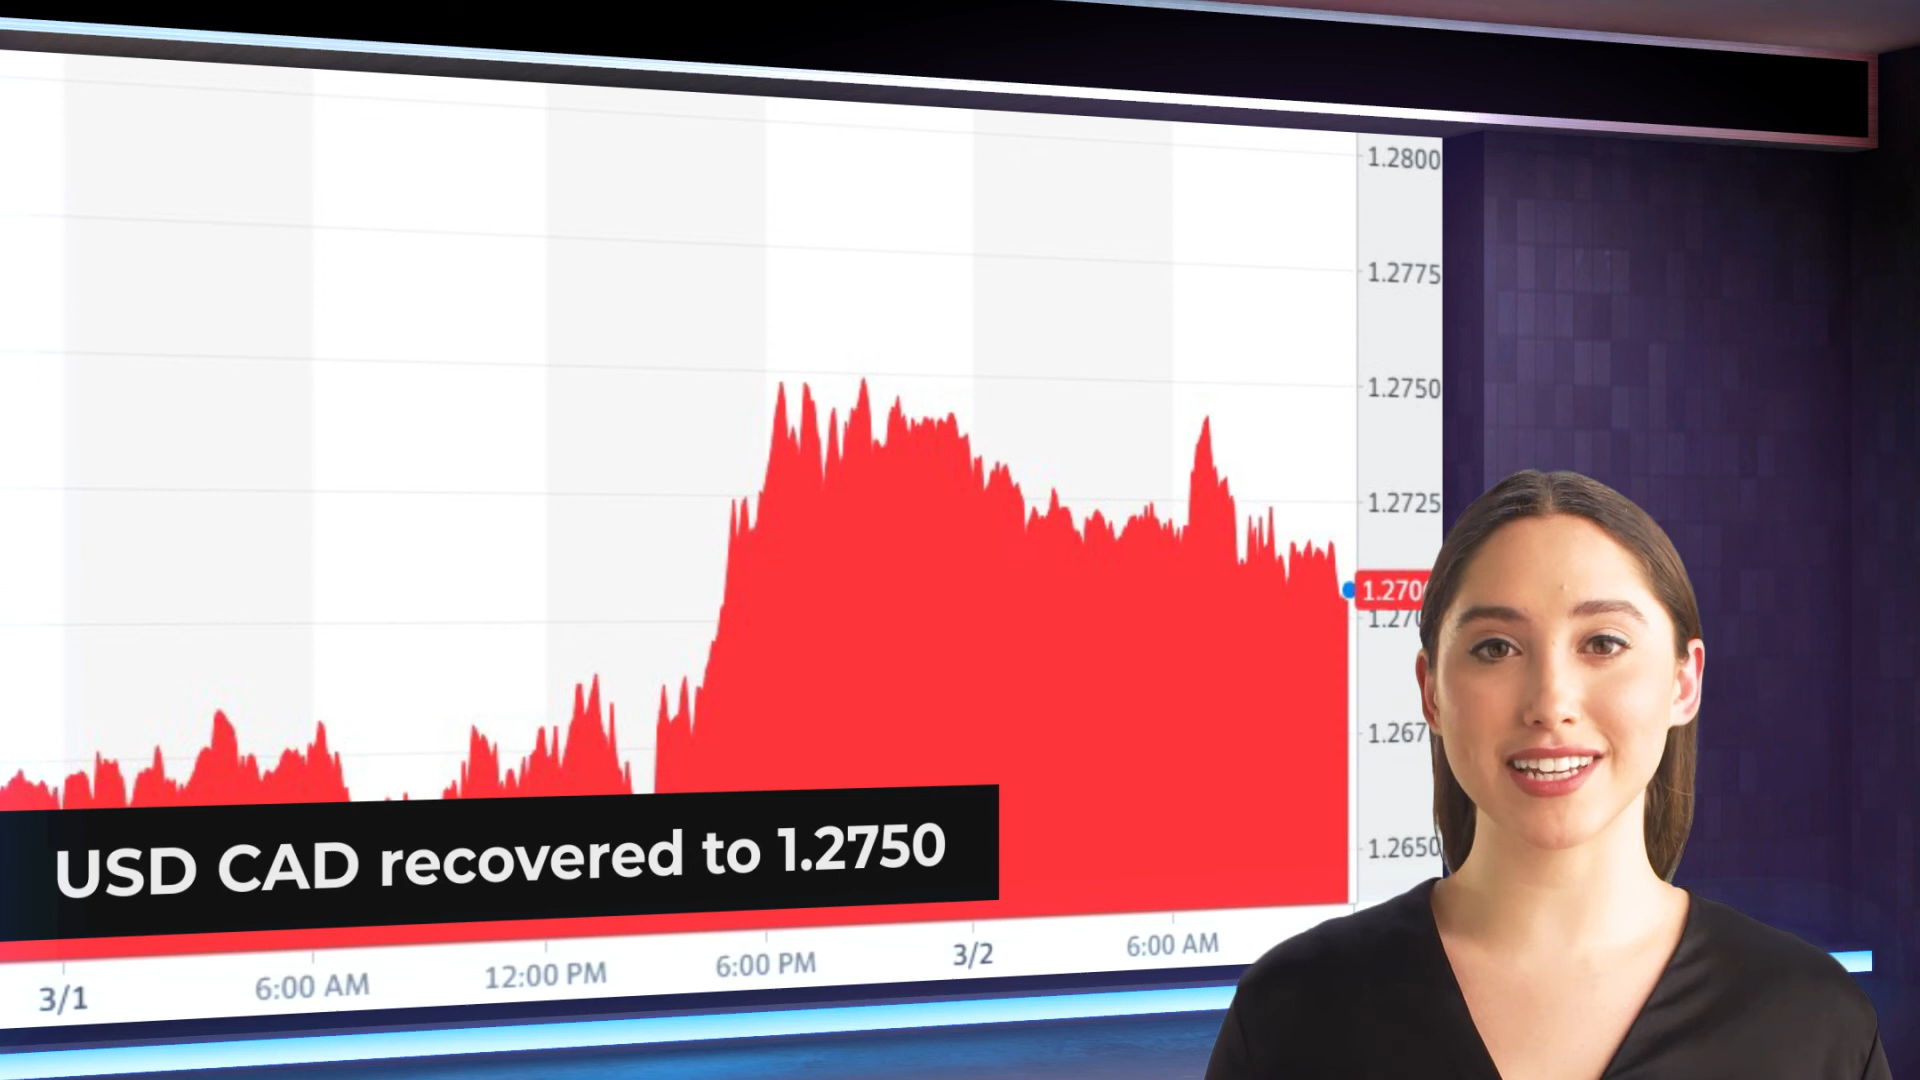 1.2800
1.2775
1.2750
1.2725
1.2650
USD CAD recovered to 1.2750
3/1
6:00 AM
12:00 PM
6:00 PM
3/2
6:00 AM